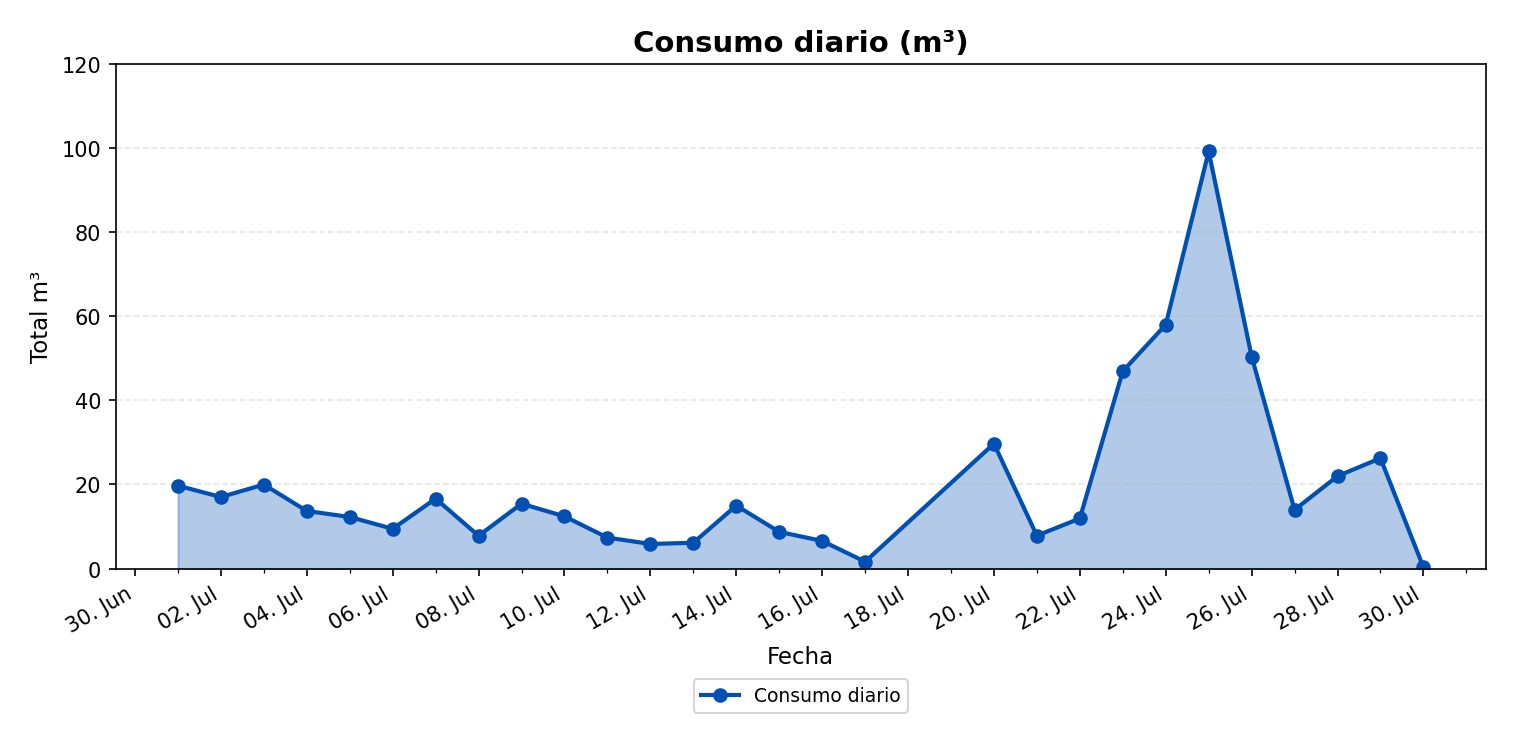 Consumo diario (m³)
Total m³
120
100
80
60
40
20
0
30. Jun
02. Jul
04. Jul
06. Jul
08. Jul
10. Jul
12. Jul
14. Jul
16. Jul
18. Jul
20. Jul
22. Jul
24. Jul
26. Jul
28. Jul
30. Jul
Fecha
Consumo diario